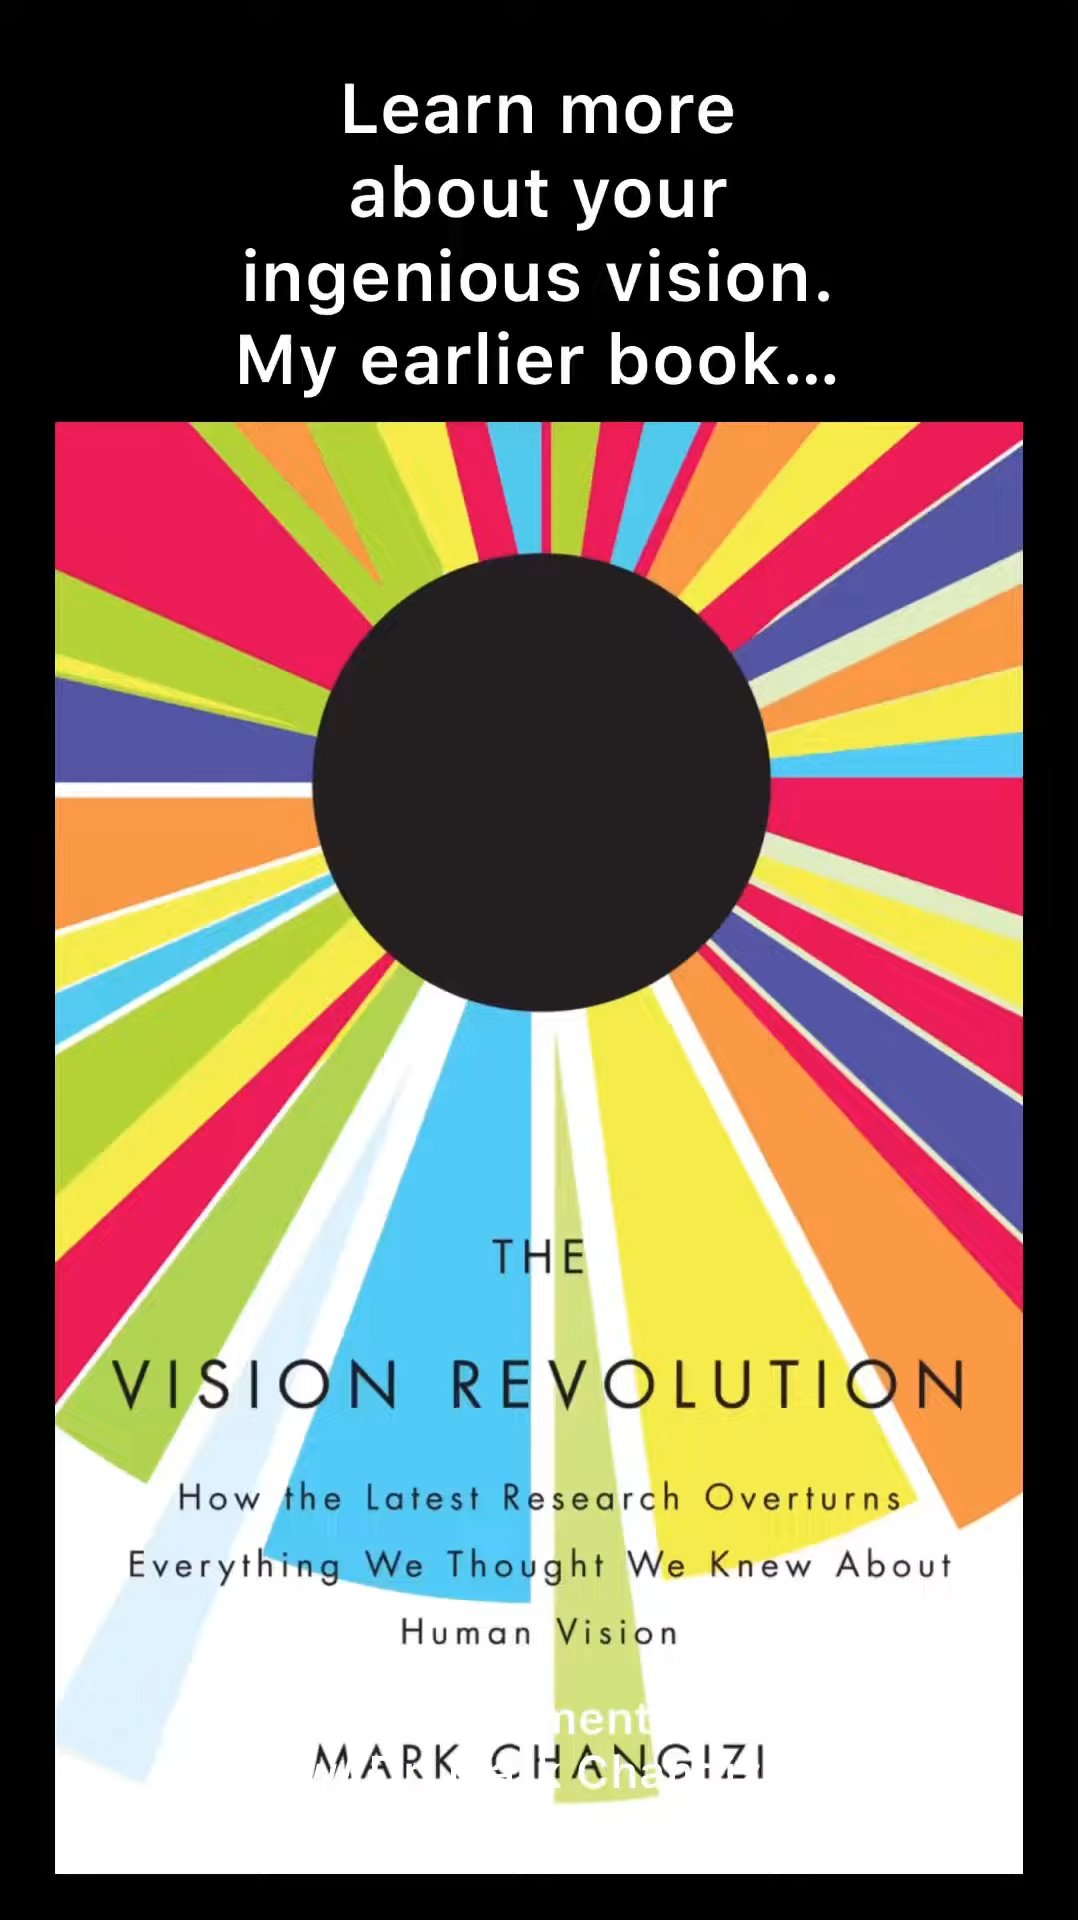 Learn more
about your
ingenious vision.
My earlier book...
THE
VISION REVOLUTION
How the Latest Research Overturns
Everything We Thought We Knew About
Human Vision
MARK CHANGIZI